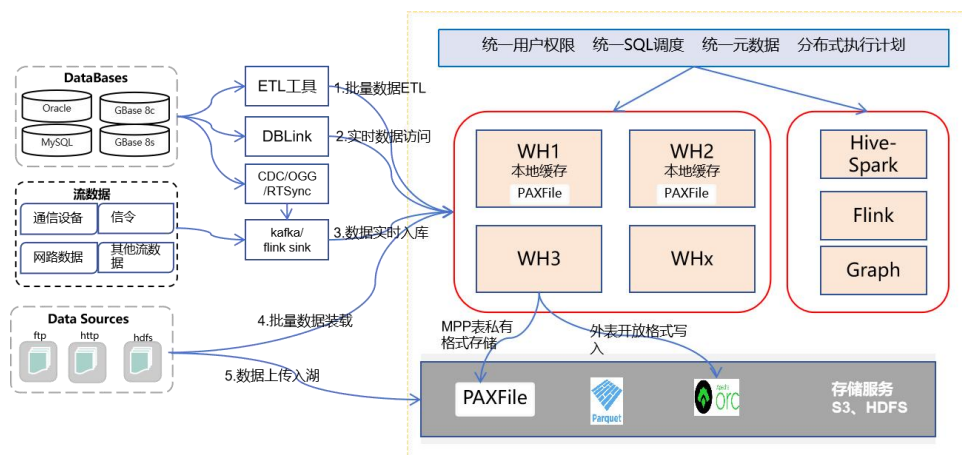 统一用户权限 统一SQL调度 统一元数据 分布式执行计划
DataBases
Oracle
GBase 8c
MySQL
GBase 8s
ETL工具
DBLink
CDC/OGG
/RTSync
kafka/
flink sink
1.批量数据ETL
2.实时数据访问
3.数据实时入库
4.批量数据装载
5.数据上传入湖
流数据
通信设备
信令
网路数据
其他流数
据
Data Sources
ftp
http
hdfs
WH1
本地缓存
PAXFile
WH2
本地缓存
PAXFile
WH3
WHx
Hive-
Spark
Flink
Graph
MPP表私有
格式存储
外表开放格式写
入
PAXFile
Parquet
orc
存储服务
S3、HDFS